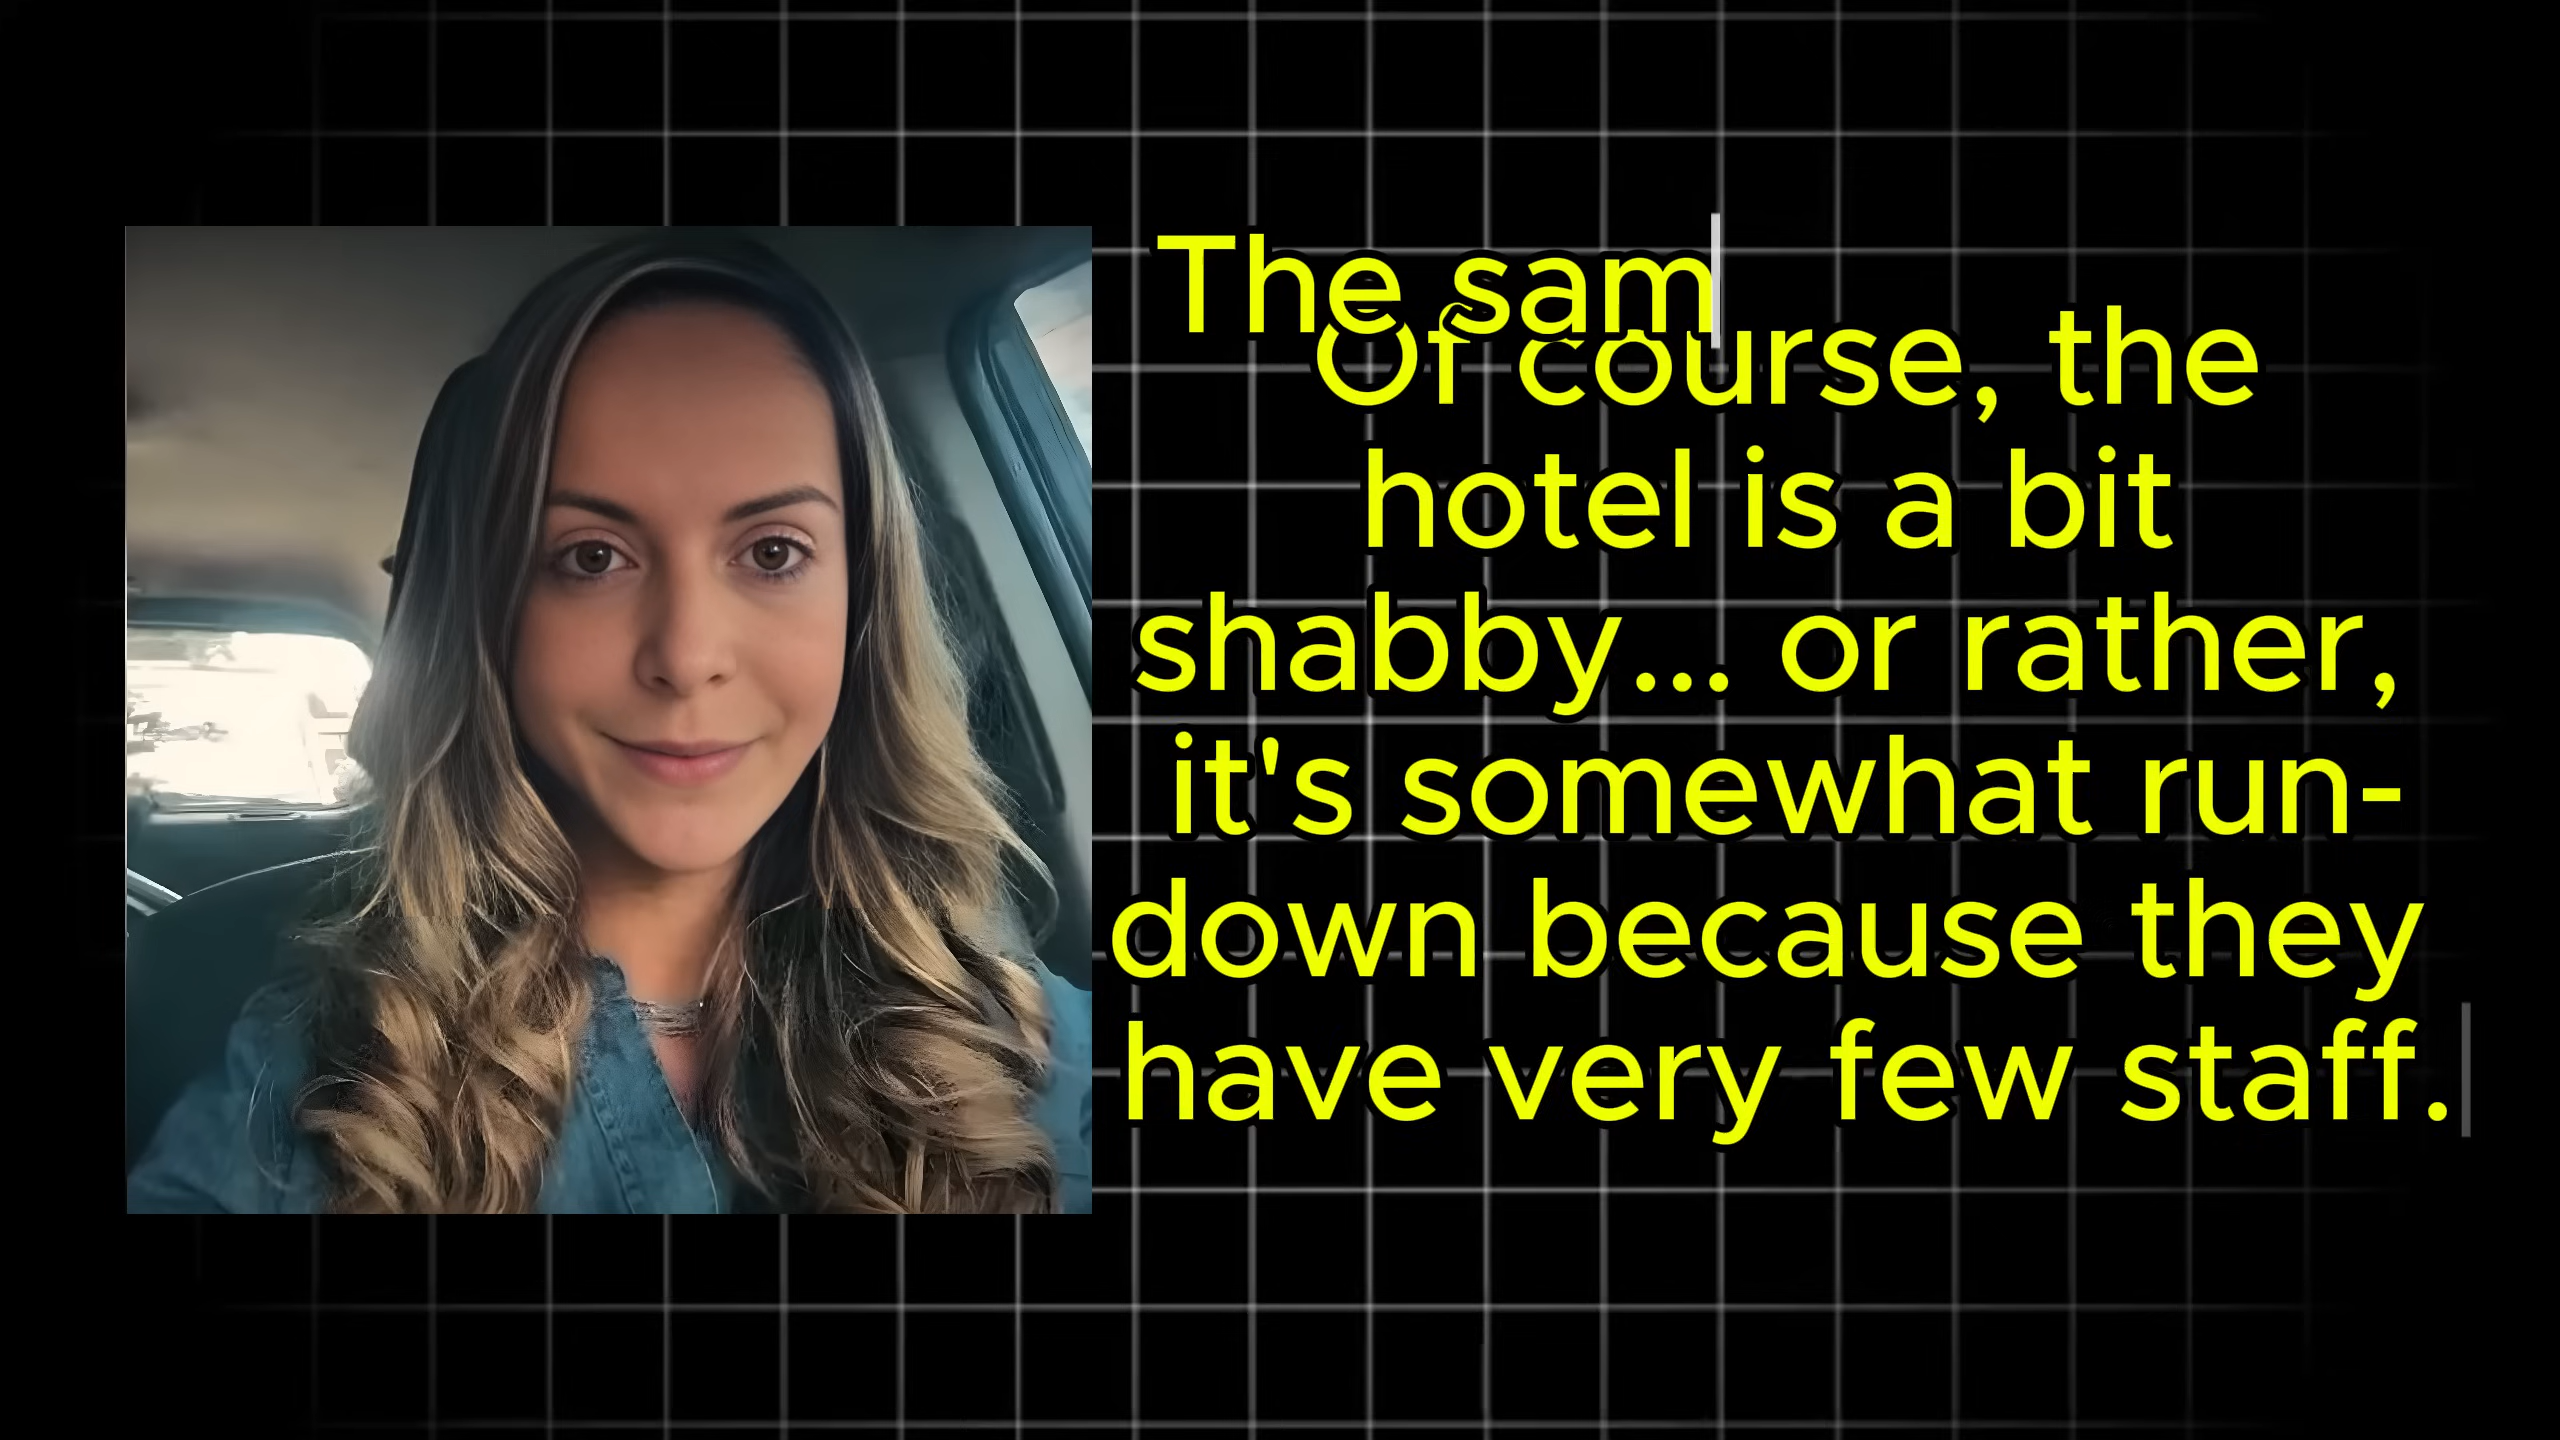 The sam
Of course, the
hotel is a bit
shabby... or rather,
it's somewhat run-
down because they
have very few staff.